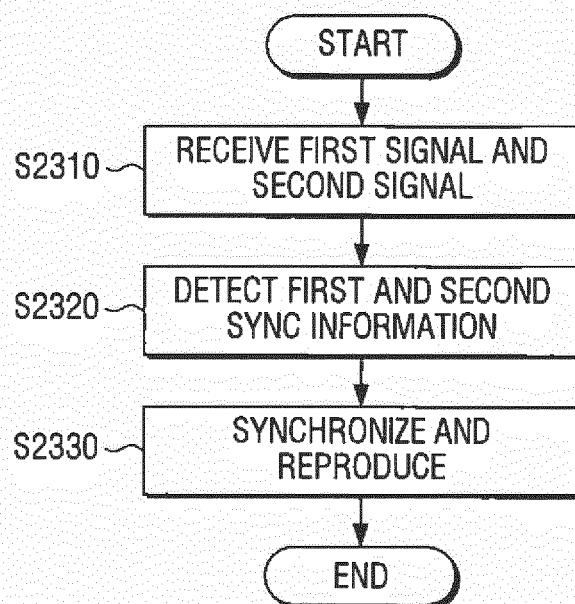 START
S2310
RECEIVE FIRST SIGNAL AND
SECOND SIGNAL
S2320
DETECT FIRST AND SECOND
SYNC INFORMATION
S2330
SYNCHRONIZE AND
REPRODUCE
END